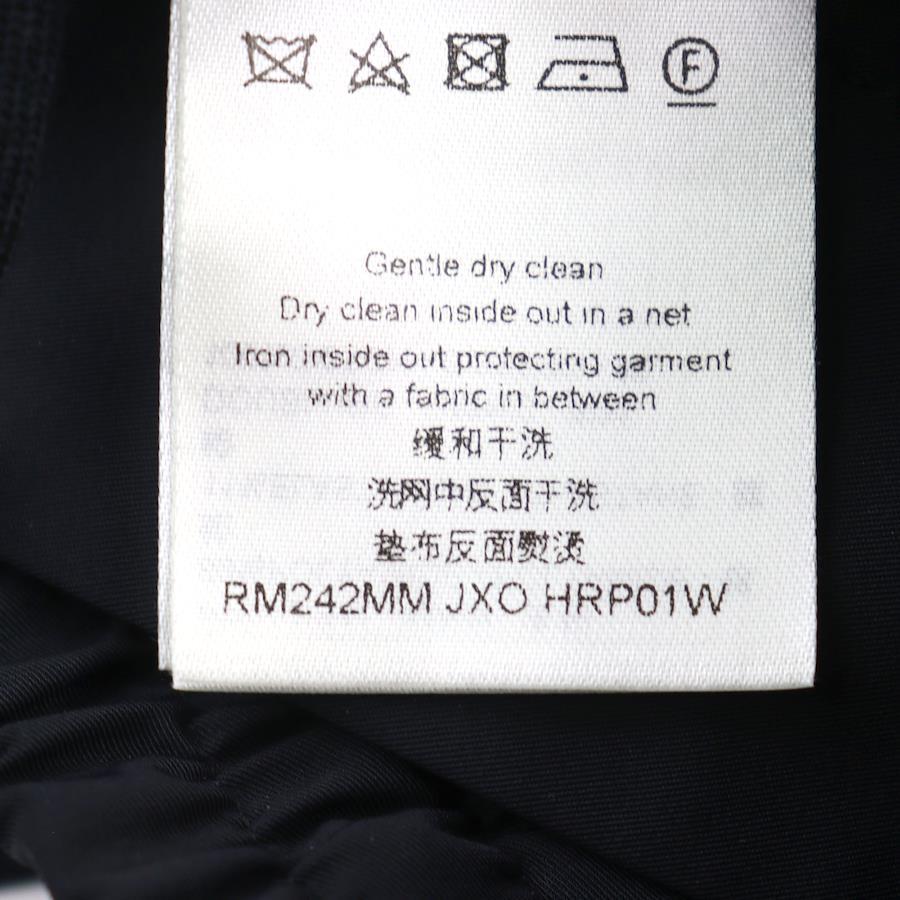 F
Gentle dry clean
Dry clean inside out in a net
Iron inside out protecting garment
with a fabric in between
缓和干洗
洗网中反面干洗
垫布反面熨烫
RM242MM JXO HRP01W